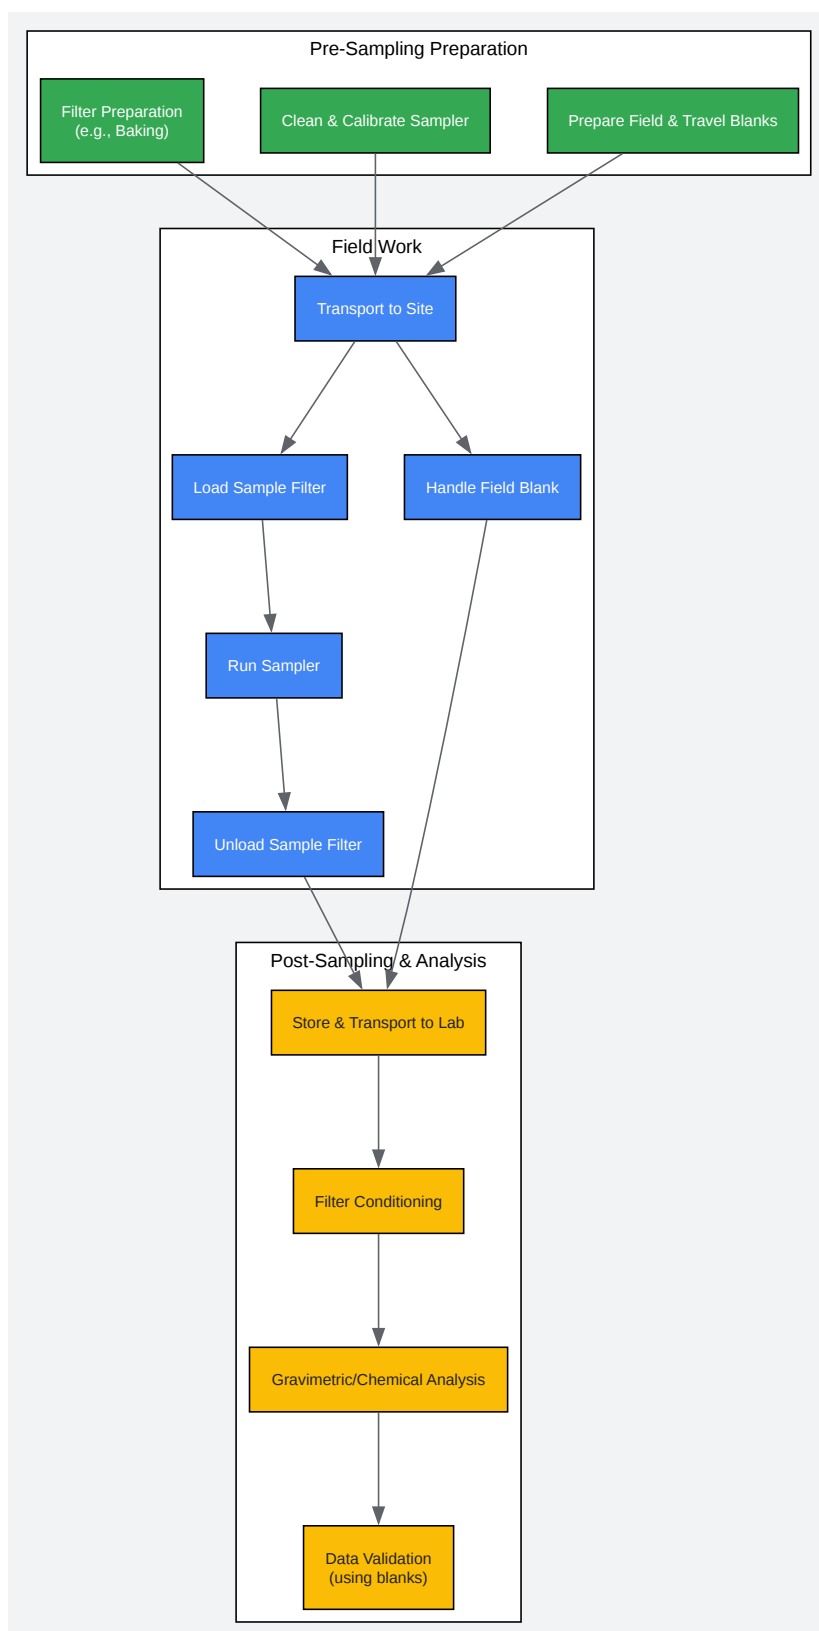 Pre-Sampling Preparation
Filter Preparation
(e.g., Baking)
Clean & Calibrate Sampler
Prepare Field & Travel Blanks
Field Work
Transport to Site
Load Sample Filter
Handle Field Blank
Run Sampler
Unload Sample Filter
Post-Sampling & Analysis
Store & Transport to Lab
Filter Conditioning
Gravimetric/Chemical Analysis
Data Validation
(using blanks)